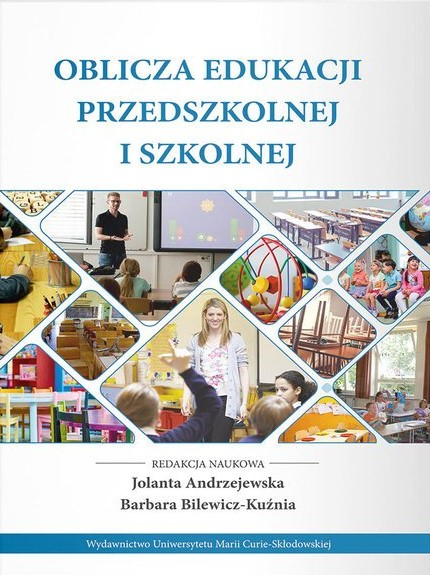 OBLICZA EDUKACJI
PRZEDSZKOLNEJ
I SZKOLNEJ
REDAKCJA NAUKOWA
Jolanta Andrzejewska
Barbara Bilewicz-Kuźnia
Wydawnictwo Uniwersytetu Marii Curie-Skłodowskiej